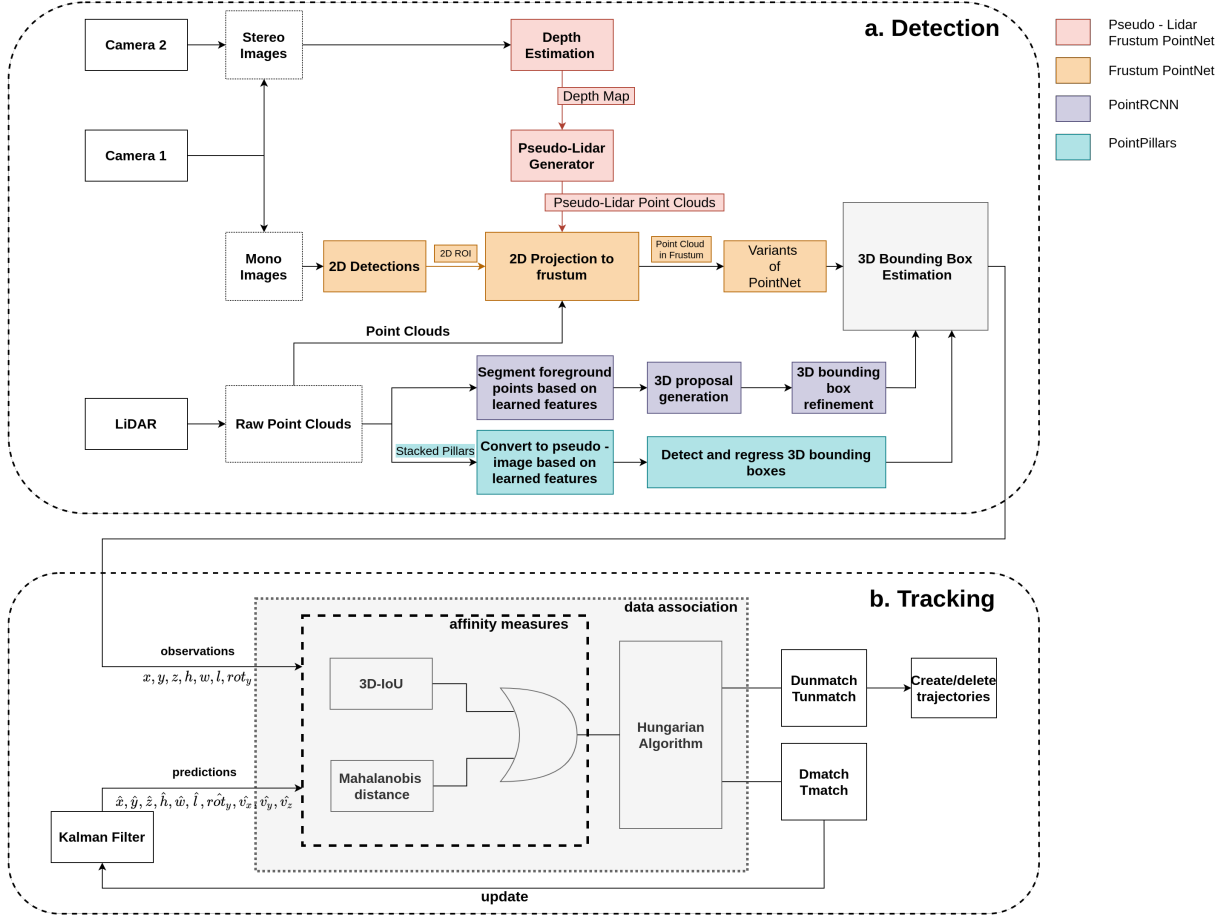 a. Detection
Camera 2
Stereo
Images
Depth
Estimation
Depth Map
Camera 1
Pseudo-Lidar
Generator
Pseudo-Lidar Point Clouds
Mono
Images
2D Detections
2D ROI
2D Projection to
frustum
Point Cloud
in Frustum
Variants
of
PointNet
3D Bounding Box
Estimation
Point Clouds
LiDAR
Raw Point Clouds
Segment foreground
points based on
learned features
3D proposal
generation
3D bounding
box
refinement
Stacked Pillars
Convert to pseudo -
image based on
learned features
Detect and regress 3D bounding
boxes
Pseudo - Lidar
Frustum PointNet
Frustum PointNet
PointRCNN
PointPillars
b. Tracking
data association
affinity measures
observations
x, y, z, h, w, l, rot_y
3D-IoU
Mahalanobis
distance
Hungarian
Algorithm
Dunmatch
Tunmatch
Create/delete
trajectories
Dmatch
Tmatch
predictions
x̂, ŷ, ẑ, ĥ, ŵ, l̂, rôt_y, v̂_x, v̂_y, v̂_z
Kalman Filter
update